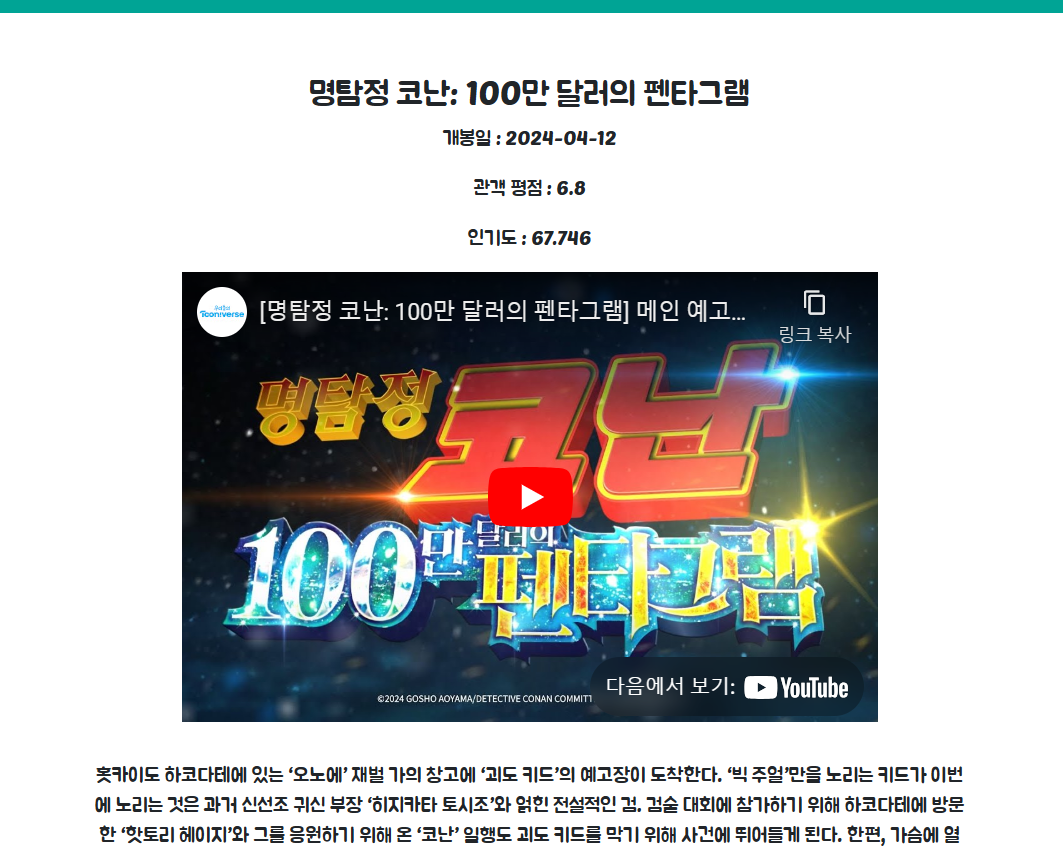 명탐정 코난: 100만 달러의 펜타그램
개봉일 : 2024-04-12
관객 평점 : 6.8
인기도 : 67.746
우리들의
iconiverse
[명탐정 코난: 100만 달러의 펜타그램] 메인 예고...
링크 복사
명탐정 코난
100만 달러의 펜타그램
©2024 GOSHO AOYAMA/DETECTIVE CONAN COMMITT
다음에서 보기: YouTube
홋카이도 하코다테에 있는 ‘오노에’ 재벌 가의 창고에 ‘괴도 키드’의 예고장이 도착한다. ‘빅 주얼’만을 노리는 키드가 이번
에 노리는 것은 과거 신선조 귀신 부장 ‘히지카타 토시조’와 얽힌 전설적인 검. 검술 대회에 참가하기 위해 하코다테에 방문
한 ‘핫토리 헤이지’와 그를 응원하기 위해 온 ‘코난’ 일행도 괴도 키드를 막기 위해 사건에 뛰어들게 된다. 한편, 가슴에 열